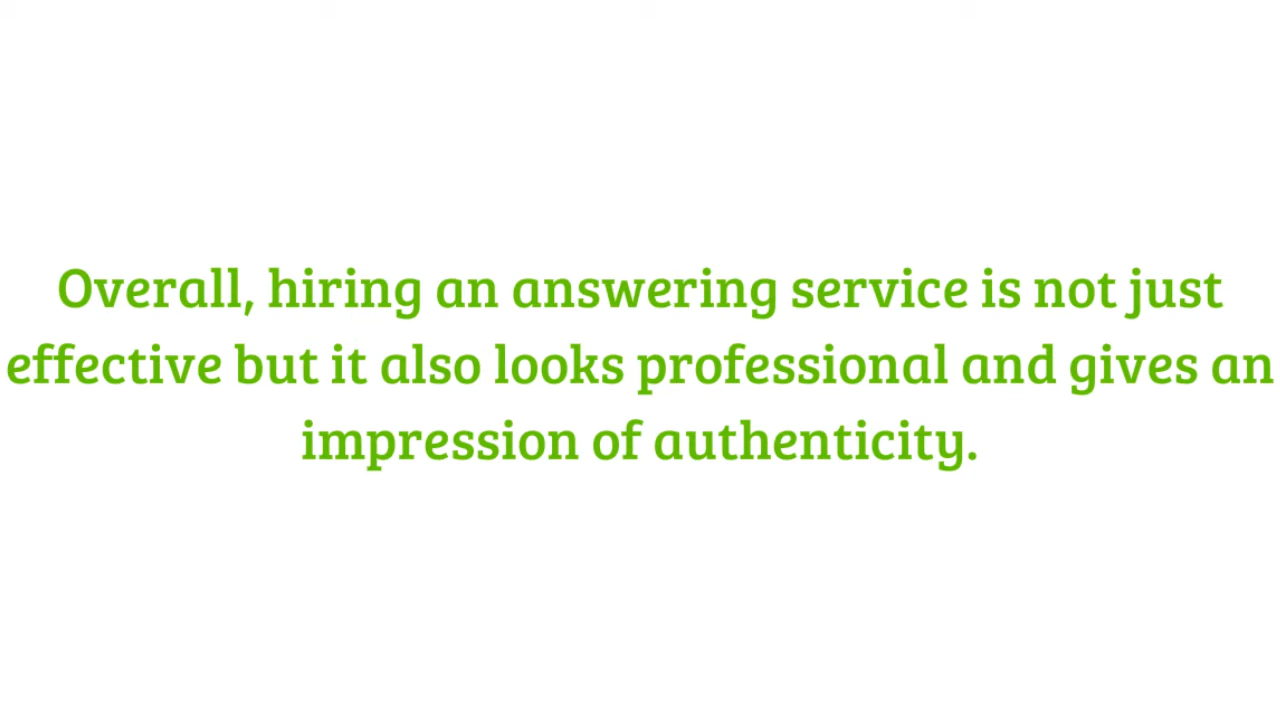 Overall, hiring an answering service is not just
effective but it also looks professional and gives an
impression of authenticity.